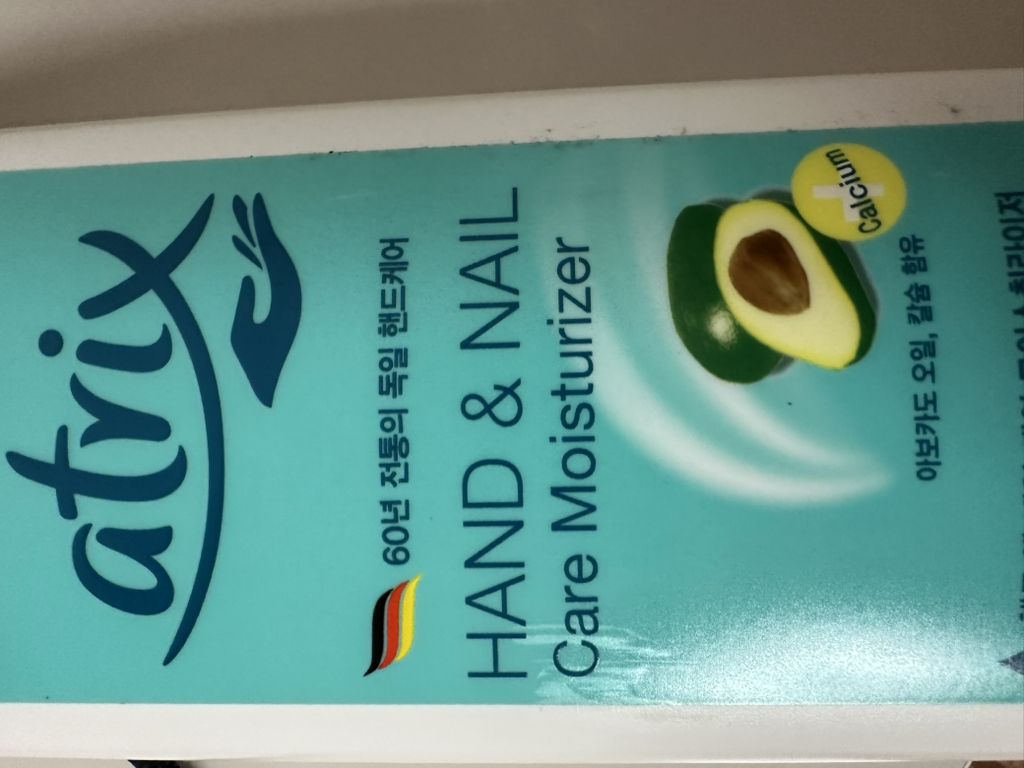 atrix
60년 전통의 독일 핸드케어
HAND & NAIL
Care Moisturizer
Calcium
아보카도 오일, 칼슘 함유